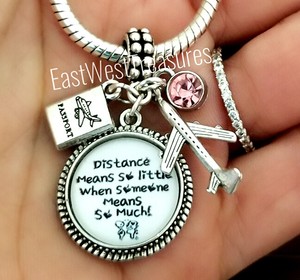 EastWestTreasures
PASSPORT
Distance
Means So little
When Someone
Means
So Much!